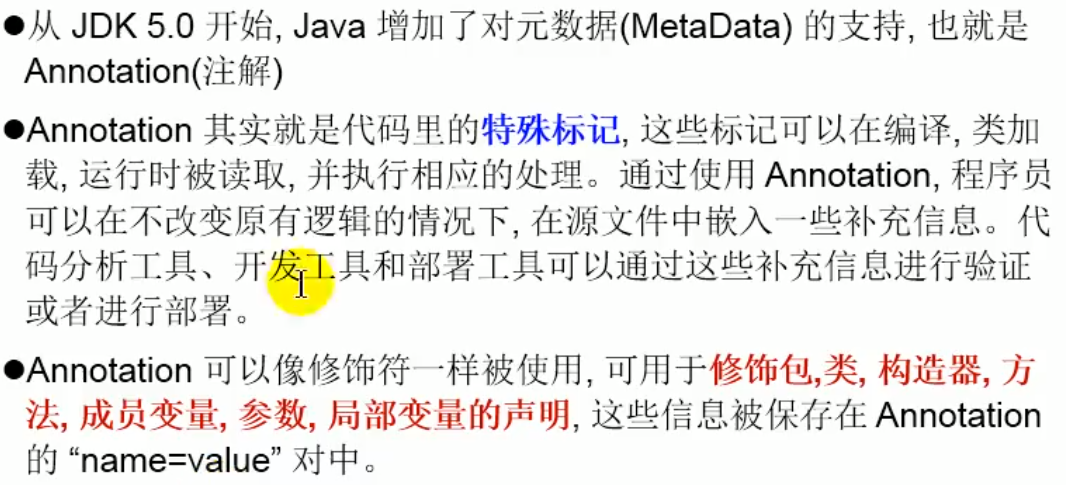 ●从 JDK 5.0 开始, Java 增加了对元数据(MetaData) 的支持, 也就是
Annotation(注解)
●Annotation 其实就是代码里的特殊标记, 这些标记可以在编译, 类加
载, 运行时被读取, 并执行相应的处理。通过使用 Annotation, 程序员
可以在不改变原有逻辑的情况下, 在源文件中嵌入一些补充信息。代
码分析工具、开发工具和部署工具可以通过这些补充信息进行验证
或者进行部署。
●Annotation 可以像修饰符一样被使用, 可用于修饰包,类, 构造器, 方
法, 成员变量, 参数, 局部变量的声明, 这些信息被保存在 Annotation
的 “name=value” 对中。